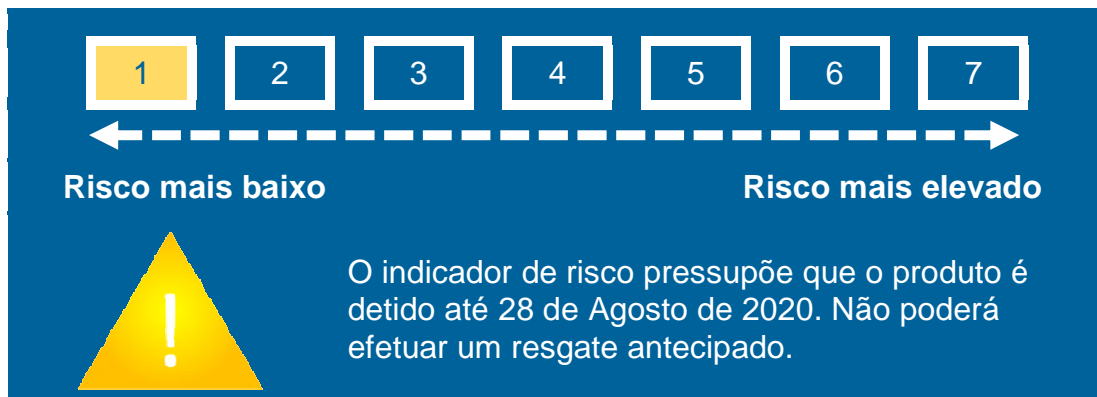 1 2 3 4 5 6 7
Risco mais baixo Risco mais elevado
!
O indicador de risco pressupõe que o produto é
detido até 28 de Agosto de 2020. Não poderá
efetuar um resgate antecipado.